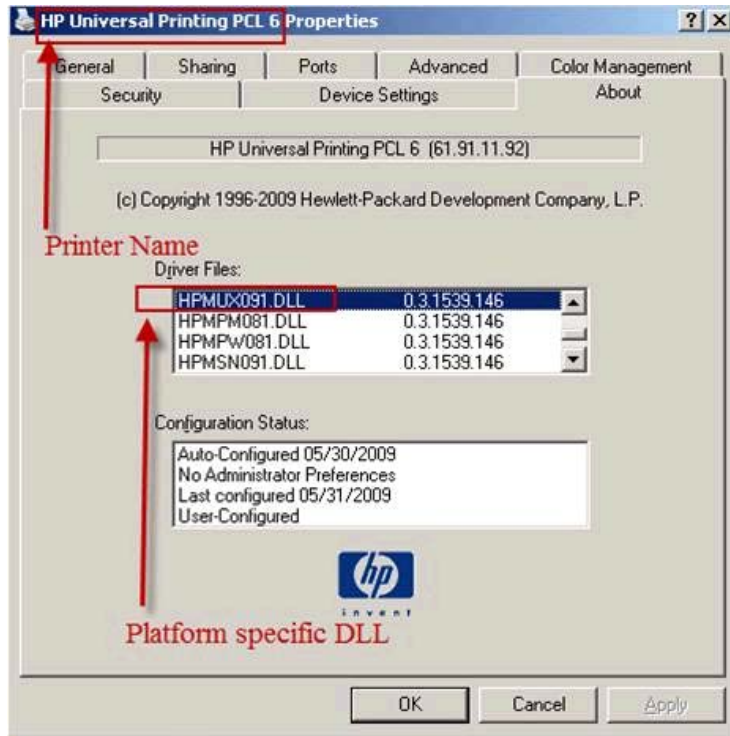 HP Universal Printing PCL 6 Properties
General Sharing Ports Advanced Color Management
Security Device Settings About
HP Universal Printing PCL 6 (61.91.11.92)
(c) Copyright 1996-2009 Hewlett-Packard Development Company, L.P.
Printer Name
Driver Files:
HPMUX091.DLL 0.3.1539.146
HPMPM081.DLL 0.3.1539.146
HPMPW081.DLL 0.3.1539.146
HPMSN091.DLL 0.3.1539.146
Configuration Status:
Auto-Configured 05/30/2009
No Administrator Preferences
Last configured 05/31/2009
User-Configured
hp
invent
Platform specific DLL
OK Cancel Apply